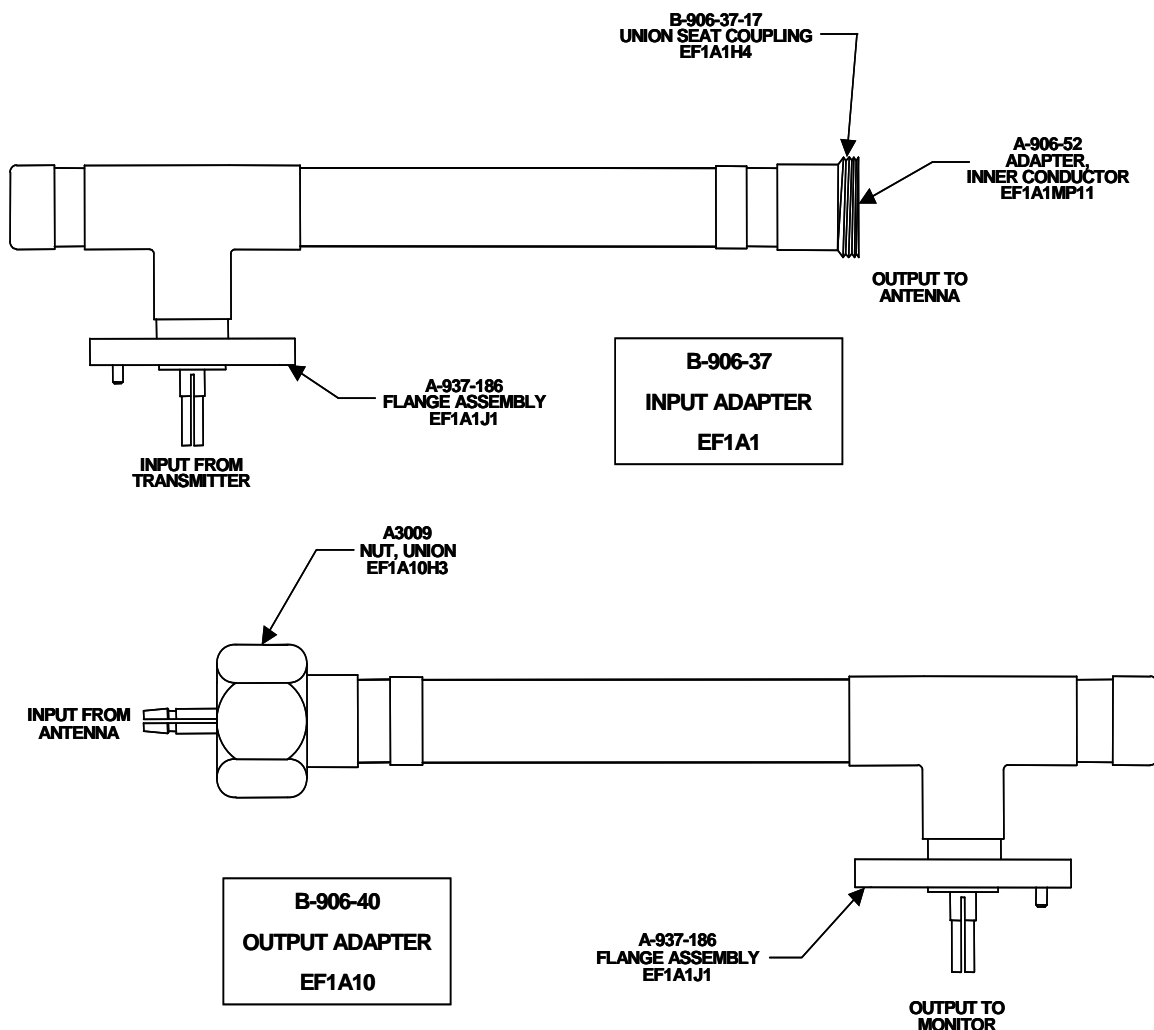 B-906-37-17
UNION SEAT COUPLING
EF1A1H4
A-906-52
ADAPTER,
INNER CONDUCTOR
EF1A1MP11
OUTPUT TO
ANTENNA
B-906-37
INPUT ADAPTER
EF1A1
A-937-186
FLANGE ASSEMBLY
EF1A1J1
INPUT FROM
TRANSMITTER
A3009
NUT, UNION
EF1A10H3
INPUT FROM
ANTENNA
B-906-40
OUTPUT ADAPTER
EF1A10
A-937-186
FLANGE ASSEMBLY
EF1A1J1
OUTPUT TO
MONITOR